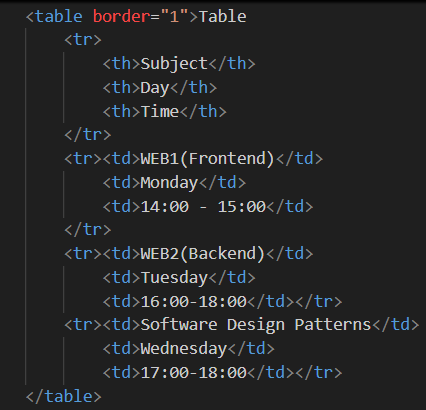 <table border="1">Table
<tr>
<th>Subject</th>
<th>Day</th>
<th>Time</th>
</tr>
<tr><td>WEB1(Frontend)</td>
<td>Monday</td>
<td>14:00 - 15:00</td>
</tr>
<tr><td>WEB2(Backend)</td>
<td>Tuesday</td>
<td>16:00-18:00</td></tr>
<tr><td>Software Design Patterns</td>
<td>Wednesday</td>
<td>17:00-18:00</td></tr>
</table>